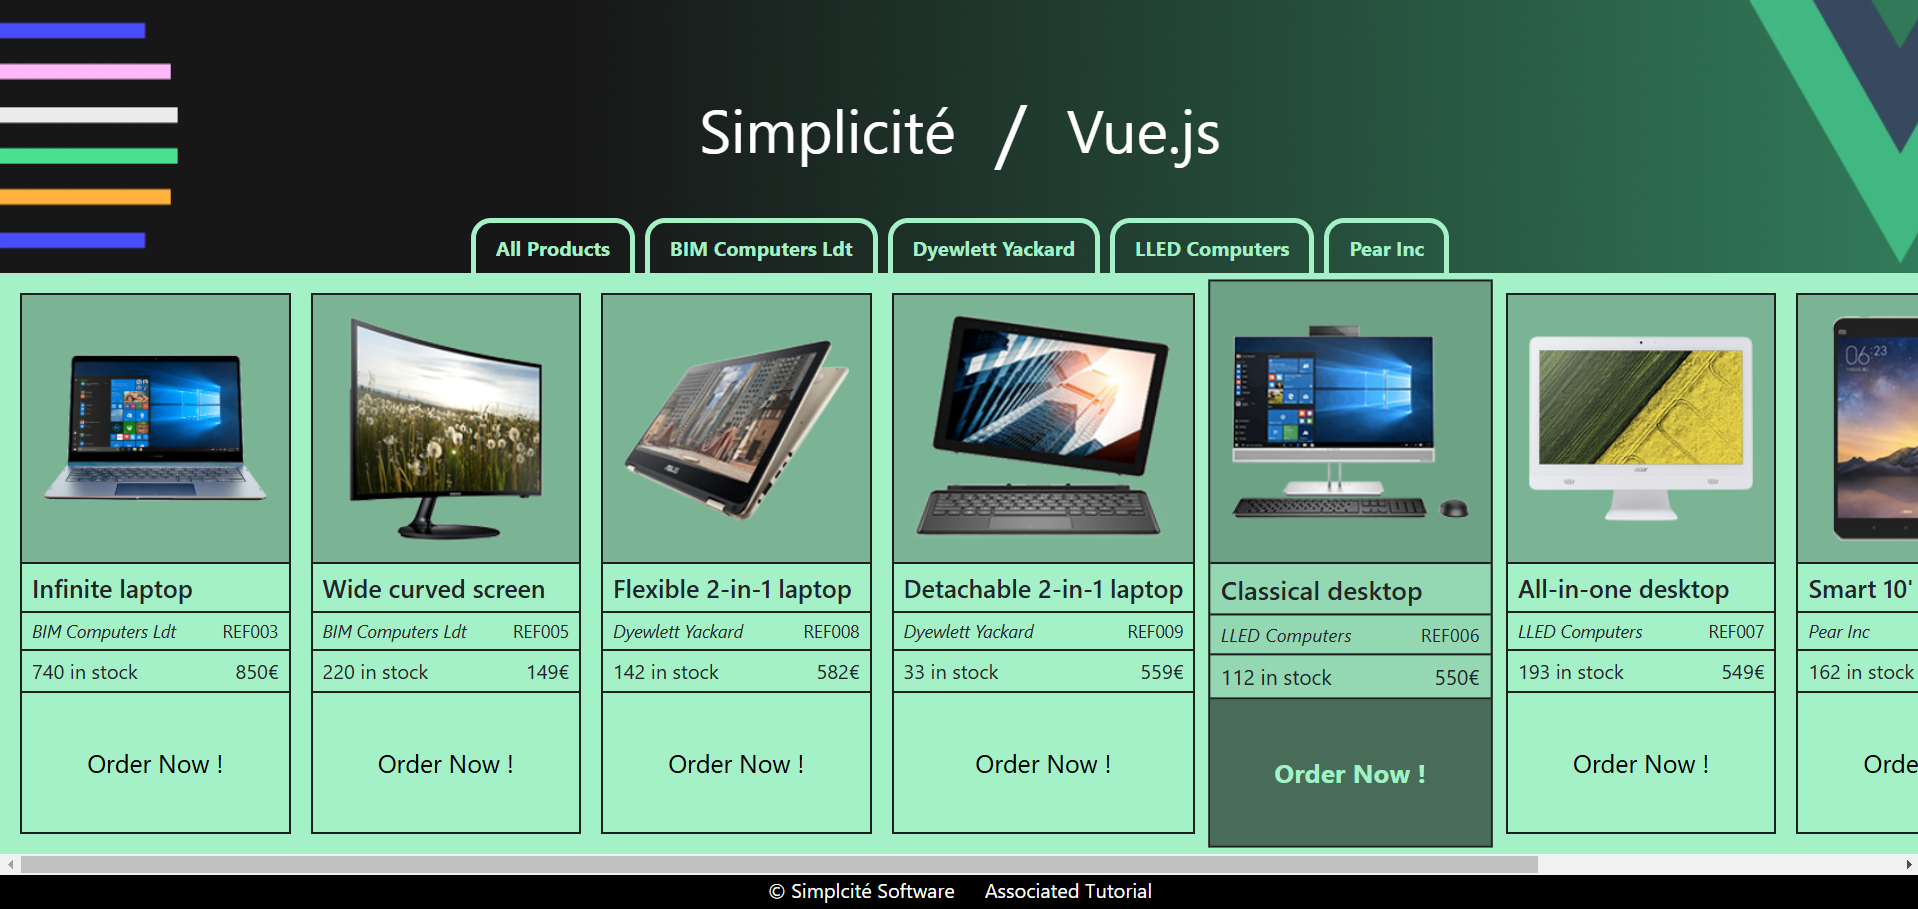 Simplicité / Vue.js
All Products
BIM Computers Ldt
Dyewlett Yackard
LLED Computers
Pear Inc
Infinite laptop
BIM Computers Ldt REF003
740 in stock 850€
Order Now !
Wide curved screen
BIM Computers Ldt REF005
220 in stock 149€
Order Now !
ASUS
Flexible 2-in-1 laptop
Dyewlett Yackard REF008
142 in stock 582€
Order Now !
Detachable 2-in-1 laptop
Dyewlett Yackard REF009
33 in stock 559€
Order Now !
Classical desktop
LLED Computers REF006
112 in stock 550€
Order Now !
acer
All-in-one desktop
LLED Computers REF007
193 in stock 549€
Order Now !
06:23
Smart 10'
Pear Inc
162 in stock
Orde
© Simplcité Software Associated Tutorial